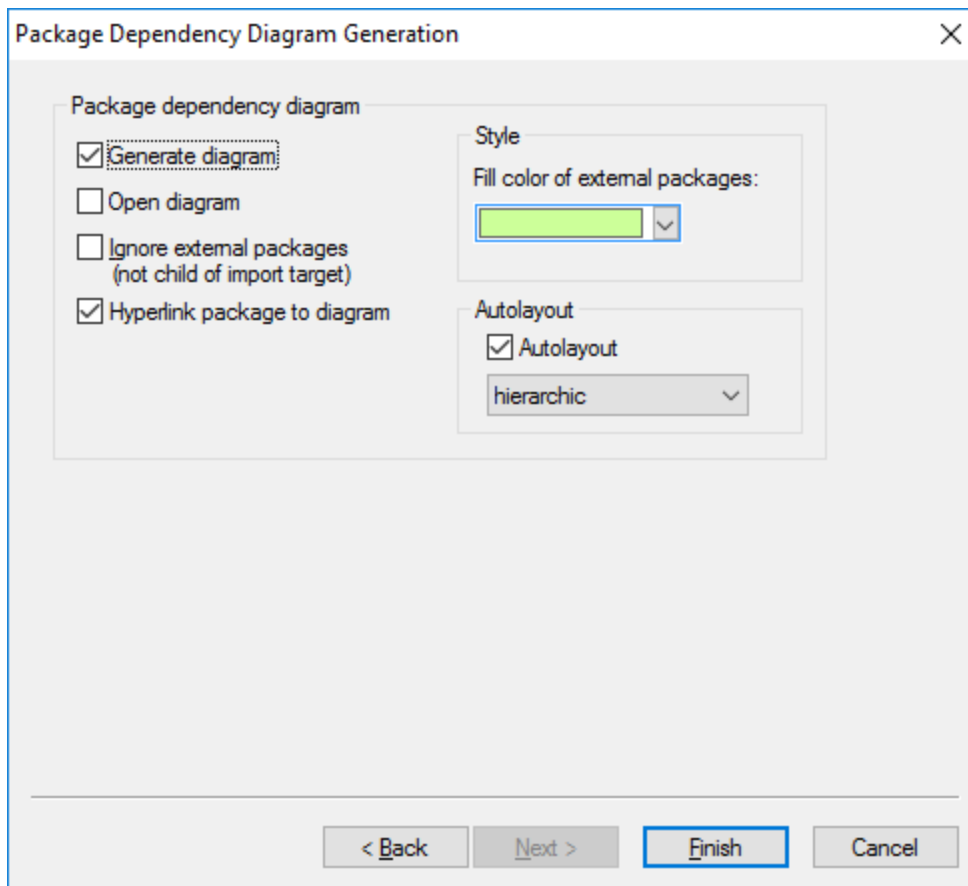 Package Dependency Diagram Generation
Package dependency diagram
Generate diagram
Open diagram
Ignore external packages
(not child of import target)
Hyperlink package to diagram
Style
Fill color of external packages:
Autolayout
Autolayout
hierarchic
< Back
Next >
Finish
Cancel